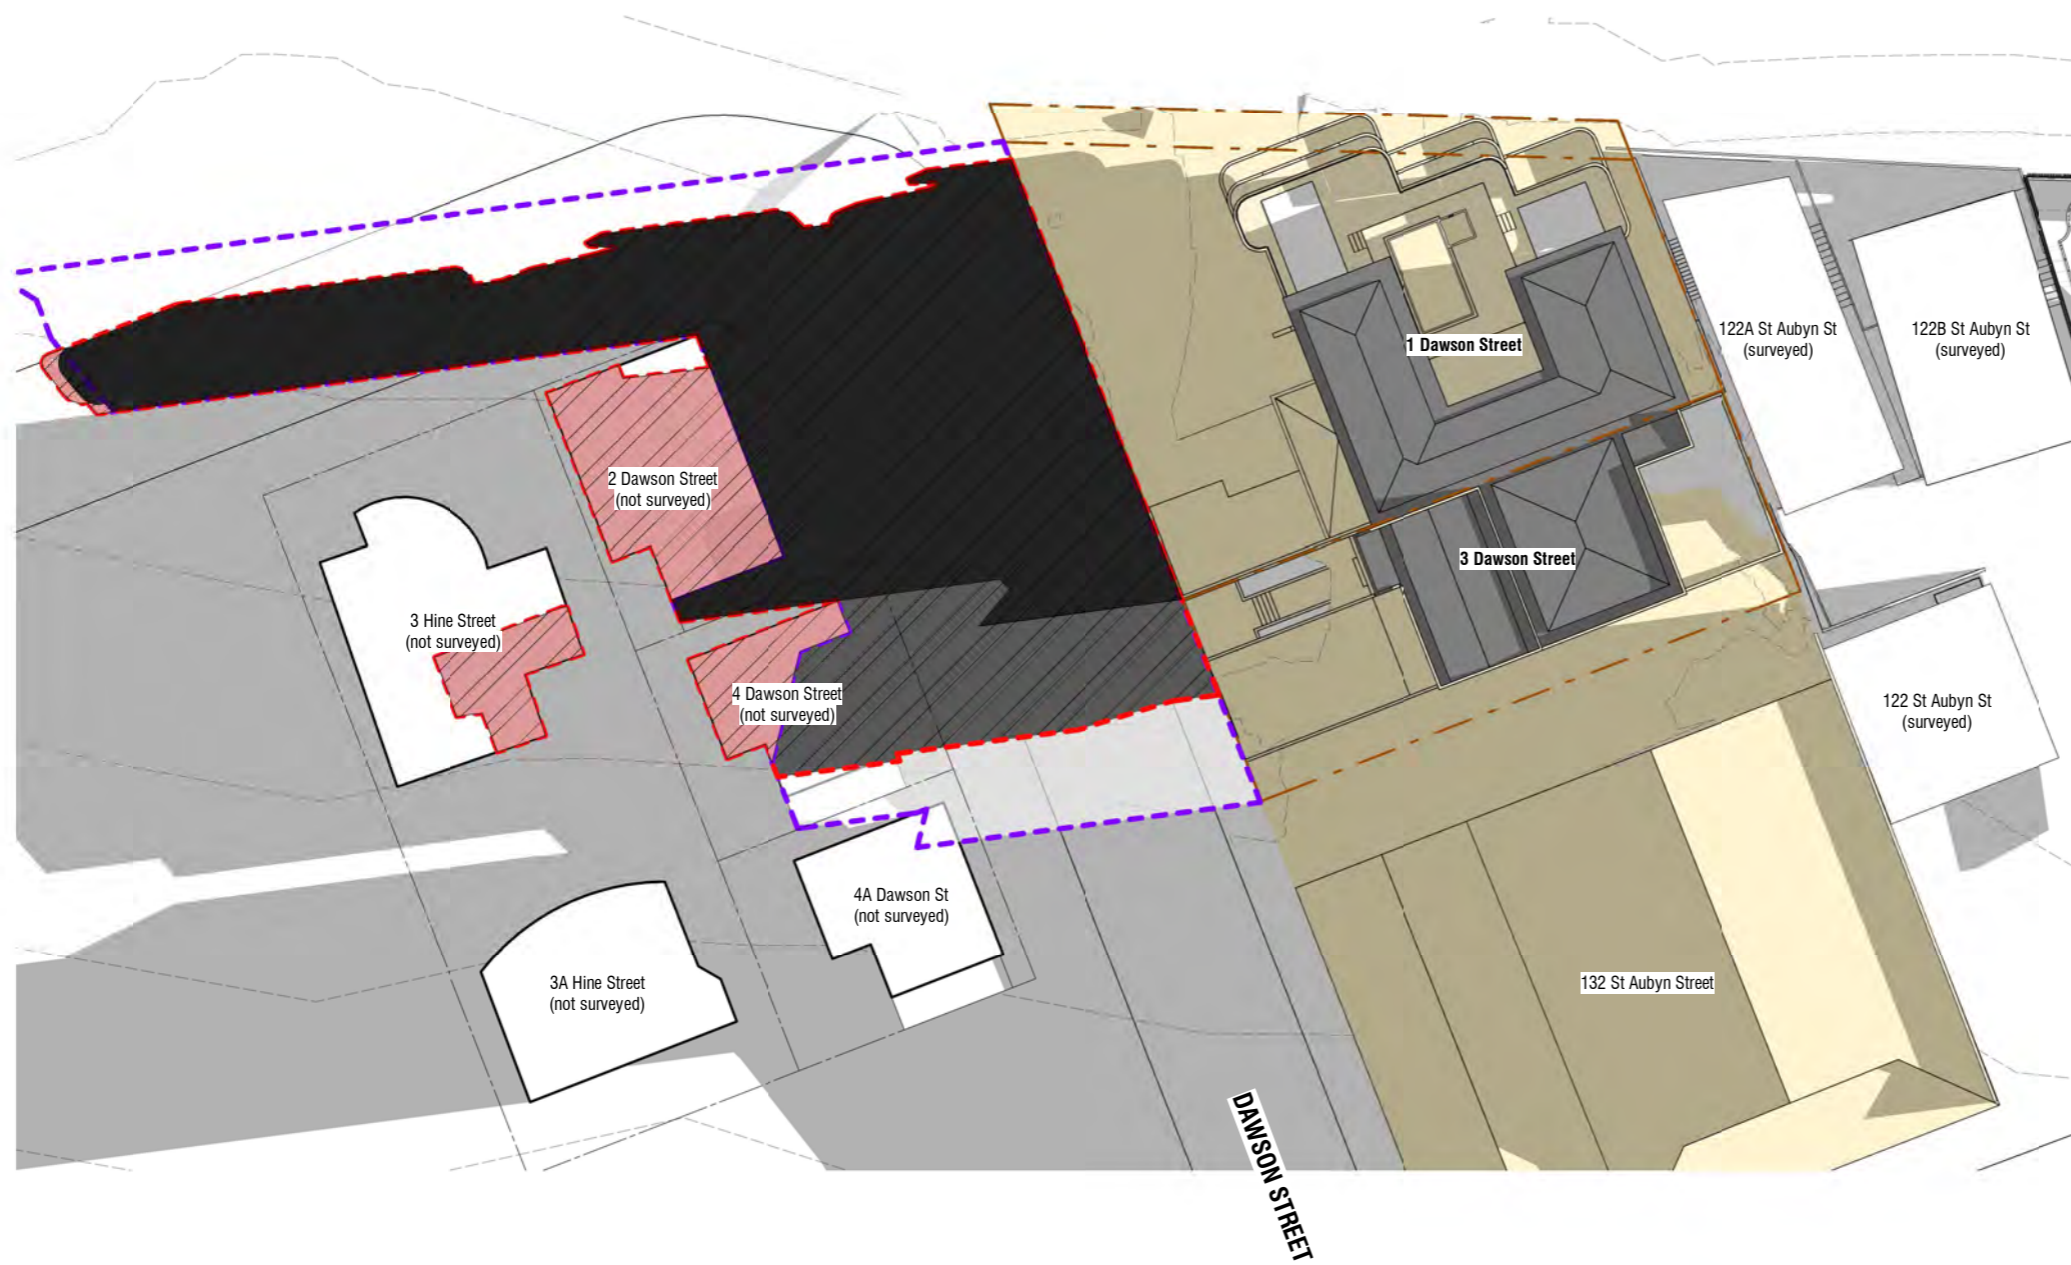 122A St Aubyn St
(surveyed)
122B St Aubyn St
(surveyed)
1 Dawson Street
2 Dawson Street
(not surveyed)
3 Dawson Street
3 Hine Street
(not surveyed)
4 Dawson Street
(not surveyed)
122 St Aubyn St
(surveyed)
4A Dawson St
(not surveyed)
3A Hine Street
(not surveyed)
132 St Aubyn Street
DAWSON STREET